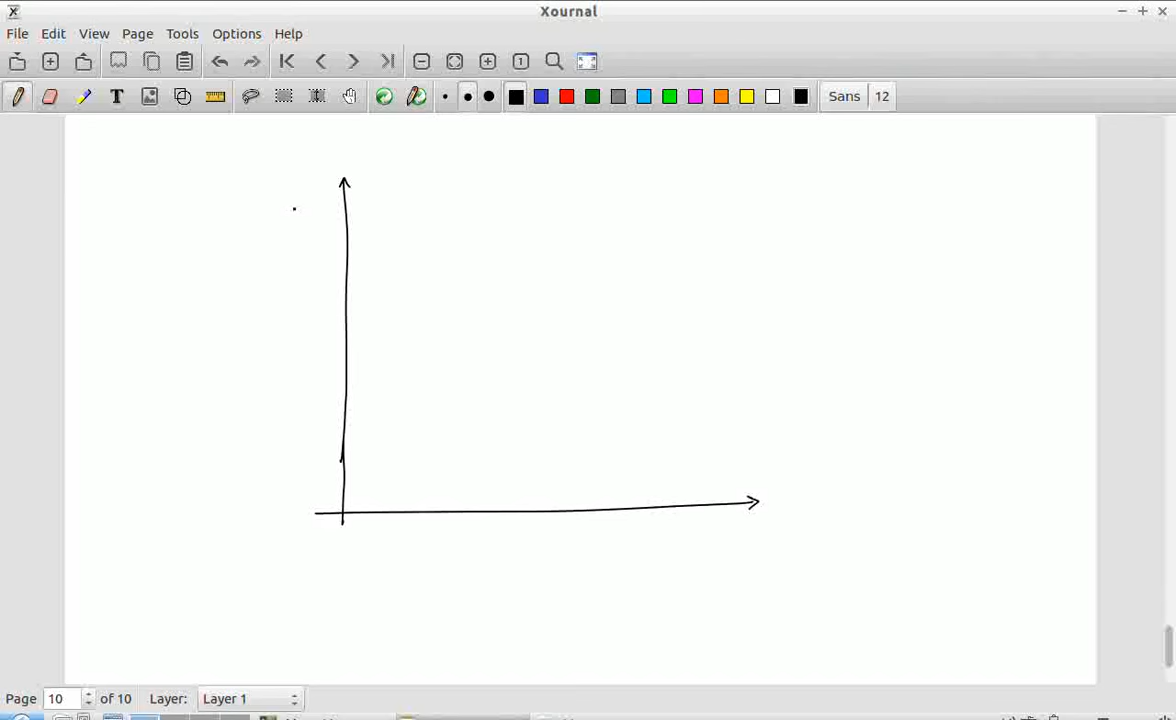 Xournal
File Edit View Page Tools Options Help
Sans 12
Page 10 of 10 Layer: Layer 1